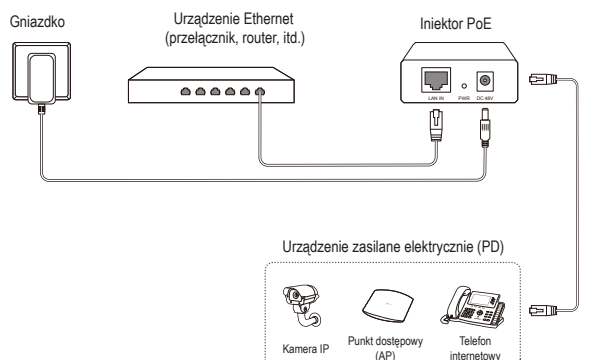 Gniazdko
Urządzenie Ethernet
(przełącznik, router, itd.)
Iniektor PoE
LAN IN
PWR
DC 48V
Urządzenie zasilane elektrycznie (PD)
Kamera IP
Punkt dostępowy
(AP)
Telefon
internetowy